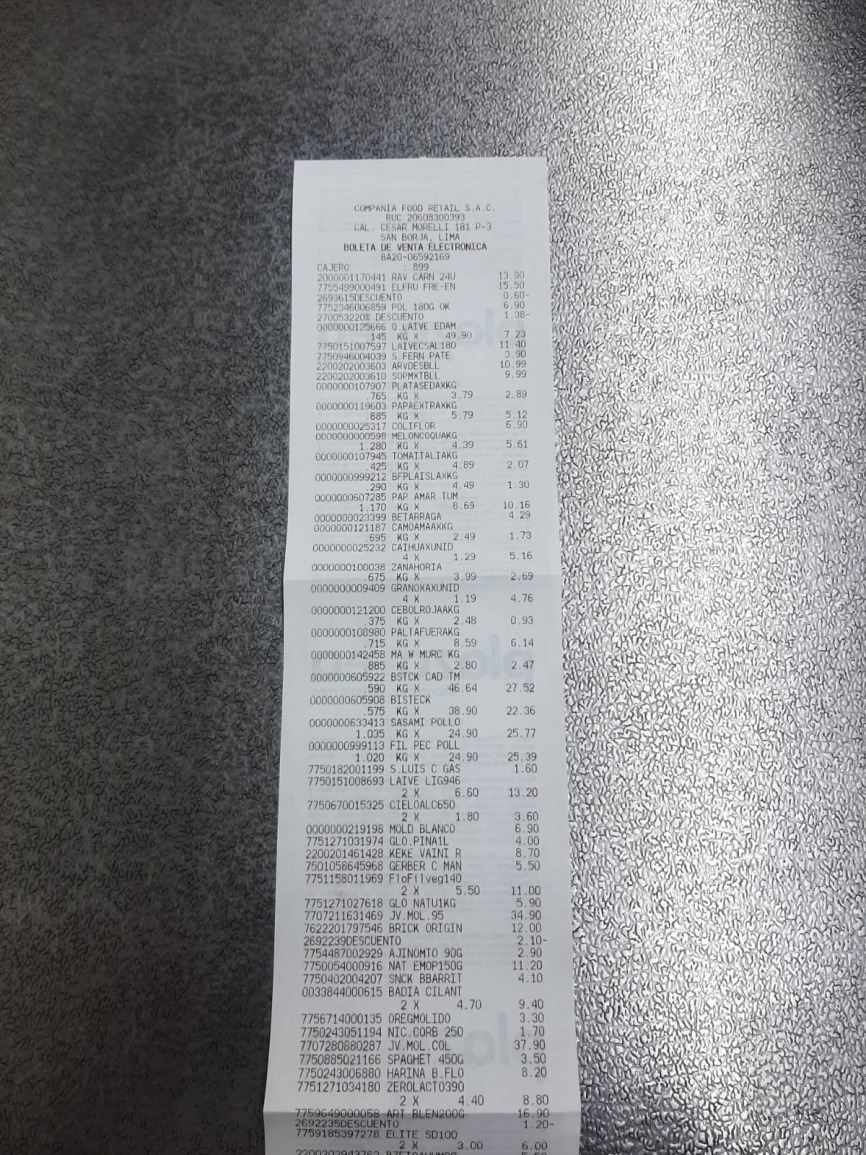 COMPANIA FOOD RETAIL S.A.C.
RUC 20608300393
CAL. CESAR MORELLI 181 P-3
SAN BORJA, LIMA
BOLETA DE VENTA ELECTRONICA
BA20-06592169
CAJERO : 899
2000001170441 RAV CARN 24U 13.90
7755499000491 ELFRU FRE-EN 15.50
2693615DESCUENTO 0.60-
7752346006859 POL 180G OK 6.90
270053220% DESCUENTO 1.38-
0000000125666 Q.LAIVE EDAM
.145 KG X 49.90 7.23
7750151007597 LAIVECSAL180 11.40
7750946004039 S.FERN PATE 3.90
2200202003603 ARVDESBLL 10.99
2200202003610 SOPMXTBLL 9.99
0000000107907 PLATASEDAXKG
.765 KG X 3.79 2.89
0000000119603 PAPAEXTRAXKG
.885 KG X 5.79 5.12
0000000025317 COLIFLOR 6.90
0000000000598 MELONCOQUAKG
1.280 KG X 4.39 5.61
0000000107945 TOMATITALIAKG
.425 KG X 4.89 2.07
0000000999212 BFPLAISLAXKG
.290 KG X 4.49 1.30
0000000607285 PAP AMAR TUM
1.170 KG X 8.69 10.16
0000000023399 BETARRAGA 4.29
0000000121187 CAMOAMAXKG
.695 KG X 2.49 1.73
0000000025232 CAIHUAXUNID
4 X 1.29 5.16
0000000100038 ZANAHORIA
.675 KG X 3.99 2.69
0000000009409 GRANOXAXUNID
4 X 1.19 4.76
0000000121200 CEBOLROJAAKG
.375 KG X 2.48 0.93
0000000108980 PALTAFUERAKG
.715 KG X 8.59 6.14
0000000142458 MA W MURC KG
.885 KG X 2.80 2.47
0000000605922 BSTCK CAD TM
.590 KG X 46.64 27.52
0000000605908 BISTECK
.575 KG X 38.90 22.36
0000000633413 SASAMI POLLO
1.035 KG X 24.90 25.77
0000000999113 FIL PEC POLL
1.020 KG X 24.90 25.39
7750182001199 S.LUIS C GAS 1.60
7750151008693 LAIVE LIG946
2 X 6.60 13.20
7750670015325 CIELOALC650
2 X 1.80 3.60
0000000219198 MOLD BLANCO 6.90
7751271031974 GLO.PINA1L 4.00
2200201461428 KEKE VAINI R 8.70
7501058645968 GERBER C MAN 5.50
7751158011969 FloFilveg140
2 X 5.50 11.00
7751271027618 GLO NATU1KG 5.90
7707211631469 JV.MOL.95 34.90
7622201797546 BRICK ORIGIN 12.00
2692239DESCUENTO 2.10-
7754487002929 AJINOMTO 90G 2.90
7750054000916 NAT EMOP150G 11.20
7750402004207 SNCK BBARRIT 4.10
0033844000615 BADIA CILANT
2 X 4.70 9.40
7756714000135 OREGMOLIDO 3.30
7750243051194 NIC.CORB 250 1.70
7707280880287 JV.MOL.COL 37.90
7750885021166 SPAGHET 450G 3.50
7750243006880 HARINA B.FLO 8.20
7751271034180 ZEROLACTO390
2 X 4.40 8.80
7759649000058 ART BLEN200G 16.90
2692235DESCUENTO 1.20-
7759185397278 ELITE SD100
2 X 3.00 6.00